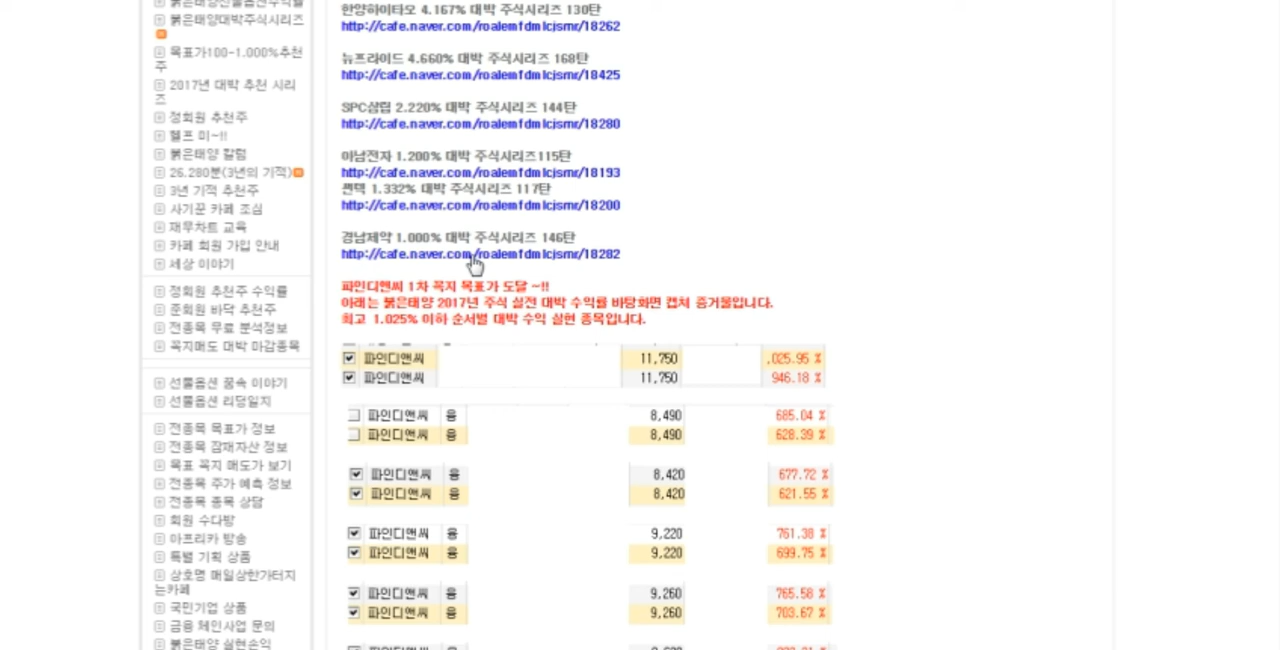 붉은태양선물옵션수익률
붉은태양대박주식시리즈
목표가100-1.000%추천
주
2017년 대박 추천 시리
즈
정회원 추천주
헬프 미~!!
붉은태양 칼럼
26.280분(3년의 기적)
3년 기적 추천주
사기꾼 카페 조심
재무차트 교육
카페 회원 가입 안내
세상 이야기
정회원 추천주 수익률
준회원 바닥 추천주
전종목 무료 분석정보
꼭지매도 대박 마감종목
선물옵션 꿈속 이야기
선물옵션 리딩일지
전종목 목표가 정보
전종목 잠재자산 정보
목표 꼭지 매도가 보기
전종목 주가 예측 정보
전종목 종목 상담
회원 수다방
아프리카 방송
특별 기획 상품
상호명 매일상한가터지
는카페
국민기업 상품
금융 체인사업 문의
붉은태양 실현손익
한양하이타오 4.167% 대박 주식시리즈 130탄
http://cafe.naver.com/roalemfdmlcjsmr/18262
뉴프라이드 4.660% 대박 주식시리즈 168탄
http://cafe.naver.com/roalemfdmlcjsmr/18425
SPC삼립 2.220% 대박 주식시리즈 144탄
http://cafe.naver.com/roalemfdmlcjsmr/18280
아남전자 1.200% 대박 주식시리즈115탄
http://cafe.naver.com/roalemfdmlcjsmr/18193
팬택 1.332% 대박 주식시리즈 117탄
http://cafe.naver.com/roalemfdmlcjsmr/18200
경남제약 1.000% 대박 주식시리즈 146탄
http://cafe.naver.com/roalemfdmlcjsmr/18282
파인디앤씨 1차 꼭지 목표가 도달 ~!!
아래는 붉은태양 2017년 주식 실전 대박 수익률 바탕화면 캡처 증거물입니다.
최고 1.025% 이하 순서별 대박 수익 실현 종목입니다.
파인디앤씨 11,750 ,025.95 %
파인디앤씨 11,750 946.18 %
파인디앤씨 융 8,490 685.04 %
파인디앤씨 융 8,490 628.39 %
파인디앤씨 융 8,420 677.72 %
파인디앤씨 융 8,420 621.55 %
파인디앤씨 융 9,220 761.38 %
파인디앤씨 융 9,220 699.75 %
파인디앤씨 융 9,260 765.58 %
파인디앤씨 융 9,260 703.67 %